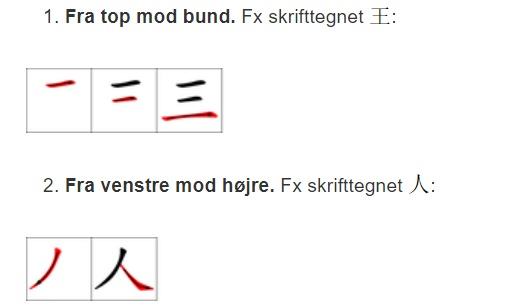 1. Fra top mod bund. Fx skrifttegnet 王:
2. Fra venstre mod højre. Fx skrifttegnet 人: